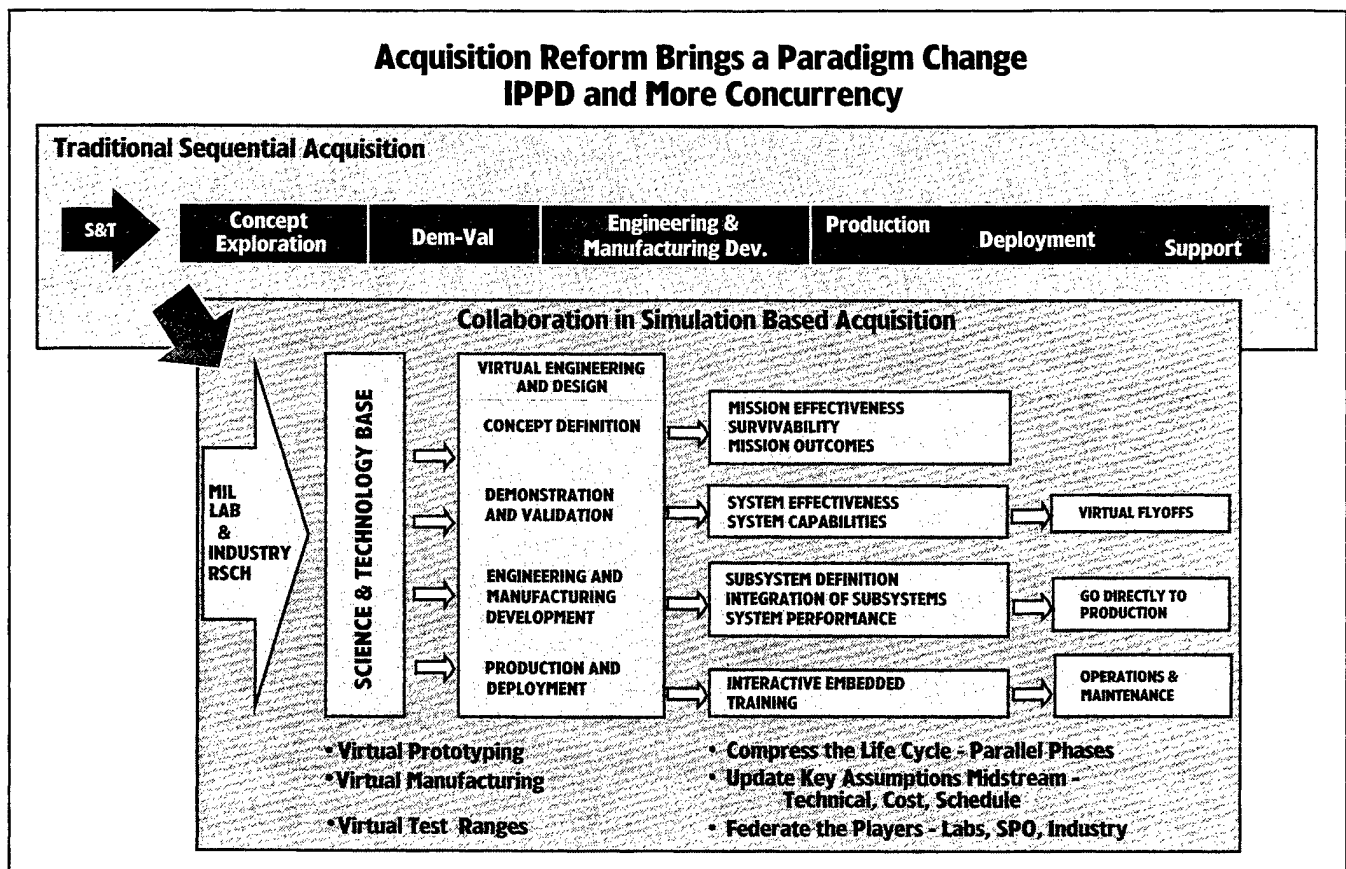 Acquisition Reform Brings a Paradigm Change
IPPD and More Concurrency
Traditional Sequential Acquisition
S&T
Concept
Exploration
Dem-Val
Engineering &
Manufacturing Dev.
Production
Deployment
Support
Collaboration in Simulation Based Acquisition
MIL
LAB
&
INDUSTRY
RSCH
SCIENCE & TECHNOLOGY BASE
VIRTUAL ENGINEERING
AND DESIGN
CONCEPT DEFINITION
DEMONSTRATION
AND VALIDATION
ENGINEERING AND
MANUFACTURING
DEVELOPMENT
PRODUCTION AND
DEPLOYMENT
MISSION EFFECTIVENESS
SURVIVABILITY
MISSION OUTCOMES
SYSTEM EFFECTIVENESS
SYSTEM CAPABILITIES
VIRTUAL FLYOFFS
SUBSYSTEM DEFINITION
INTEGRATION OF SUBSYSTEMS
SYSTEM PERFORMANCE
GO DIRECTLY TO
PRODUCTION
INTERACTIVE EMBEDDED
TRAINING
OPERATIONS &
MAINTENANCE
• Virtual Prototyping
• Virtual Manufacturing
• Virtual Test Ranges
• Compress the Life Cycle - Parallel Phases
• Update Key Assumptions Midstream -
Technical, Cost, Schedule
• Federate the Players - Labs, SPO, Industry